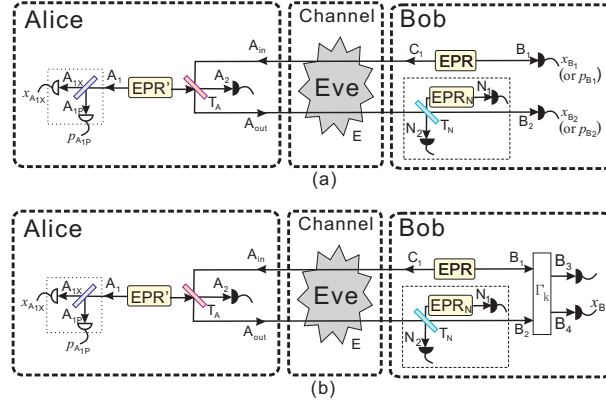 Alice
Channel
Bob
A_in
C_1
EPR
B_1
x_B1
(or p_B1)
A_1X
A_1
EPR'
A_2
x_A1X
A_1P
T_A
Eve
EPR_N
N_1
x_B2
(or p_B2)
p_A1P
A_out
E
N_2
T_N
B_2
(a)
Alice
Channel
Bob
A_in
C_1
EPR
B_1
B_3
A_1X
A_1
EPR'
A_2
x_A1X
A_1P
T_A
Eve
EPR_N
N_1
Γ_k
x_B
p_A1P
A_out
E
N_2
T_N
B_2
B_4
(b)